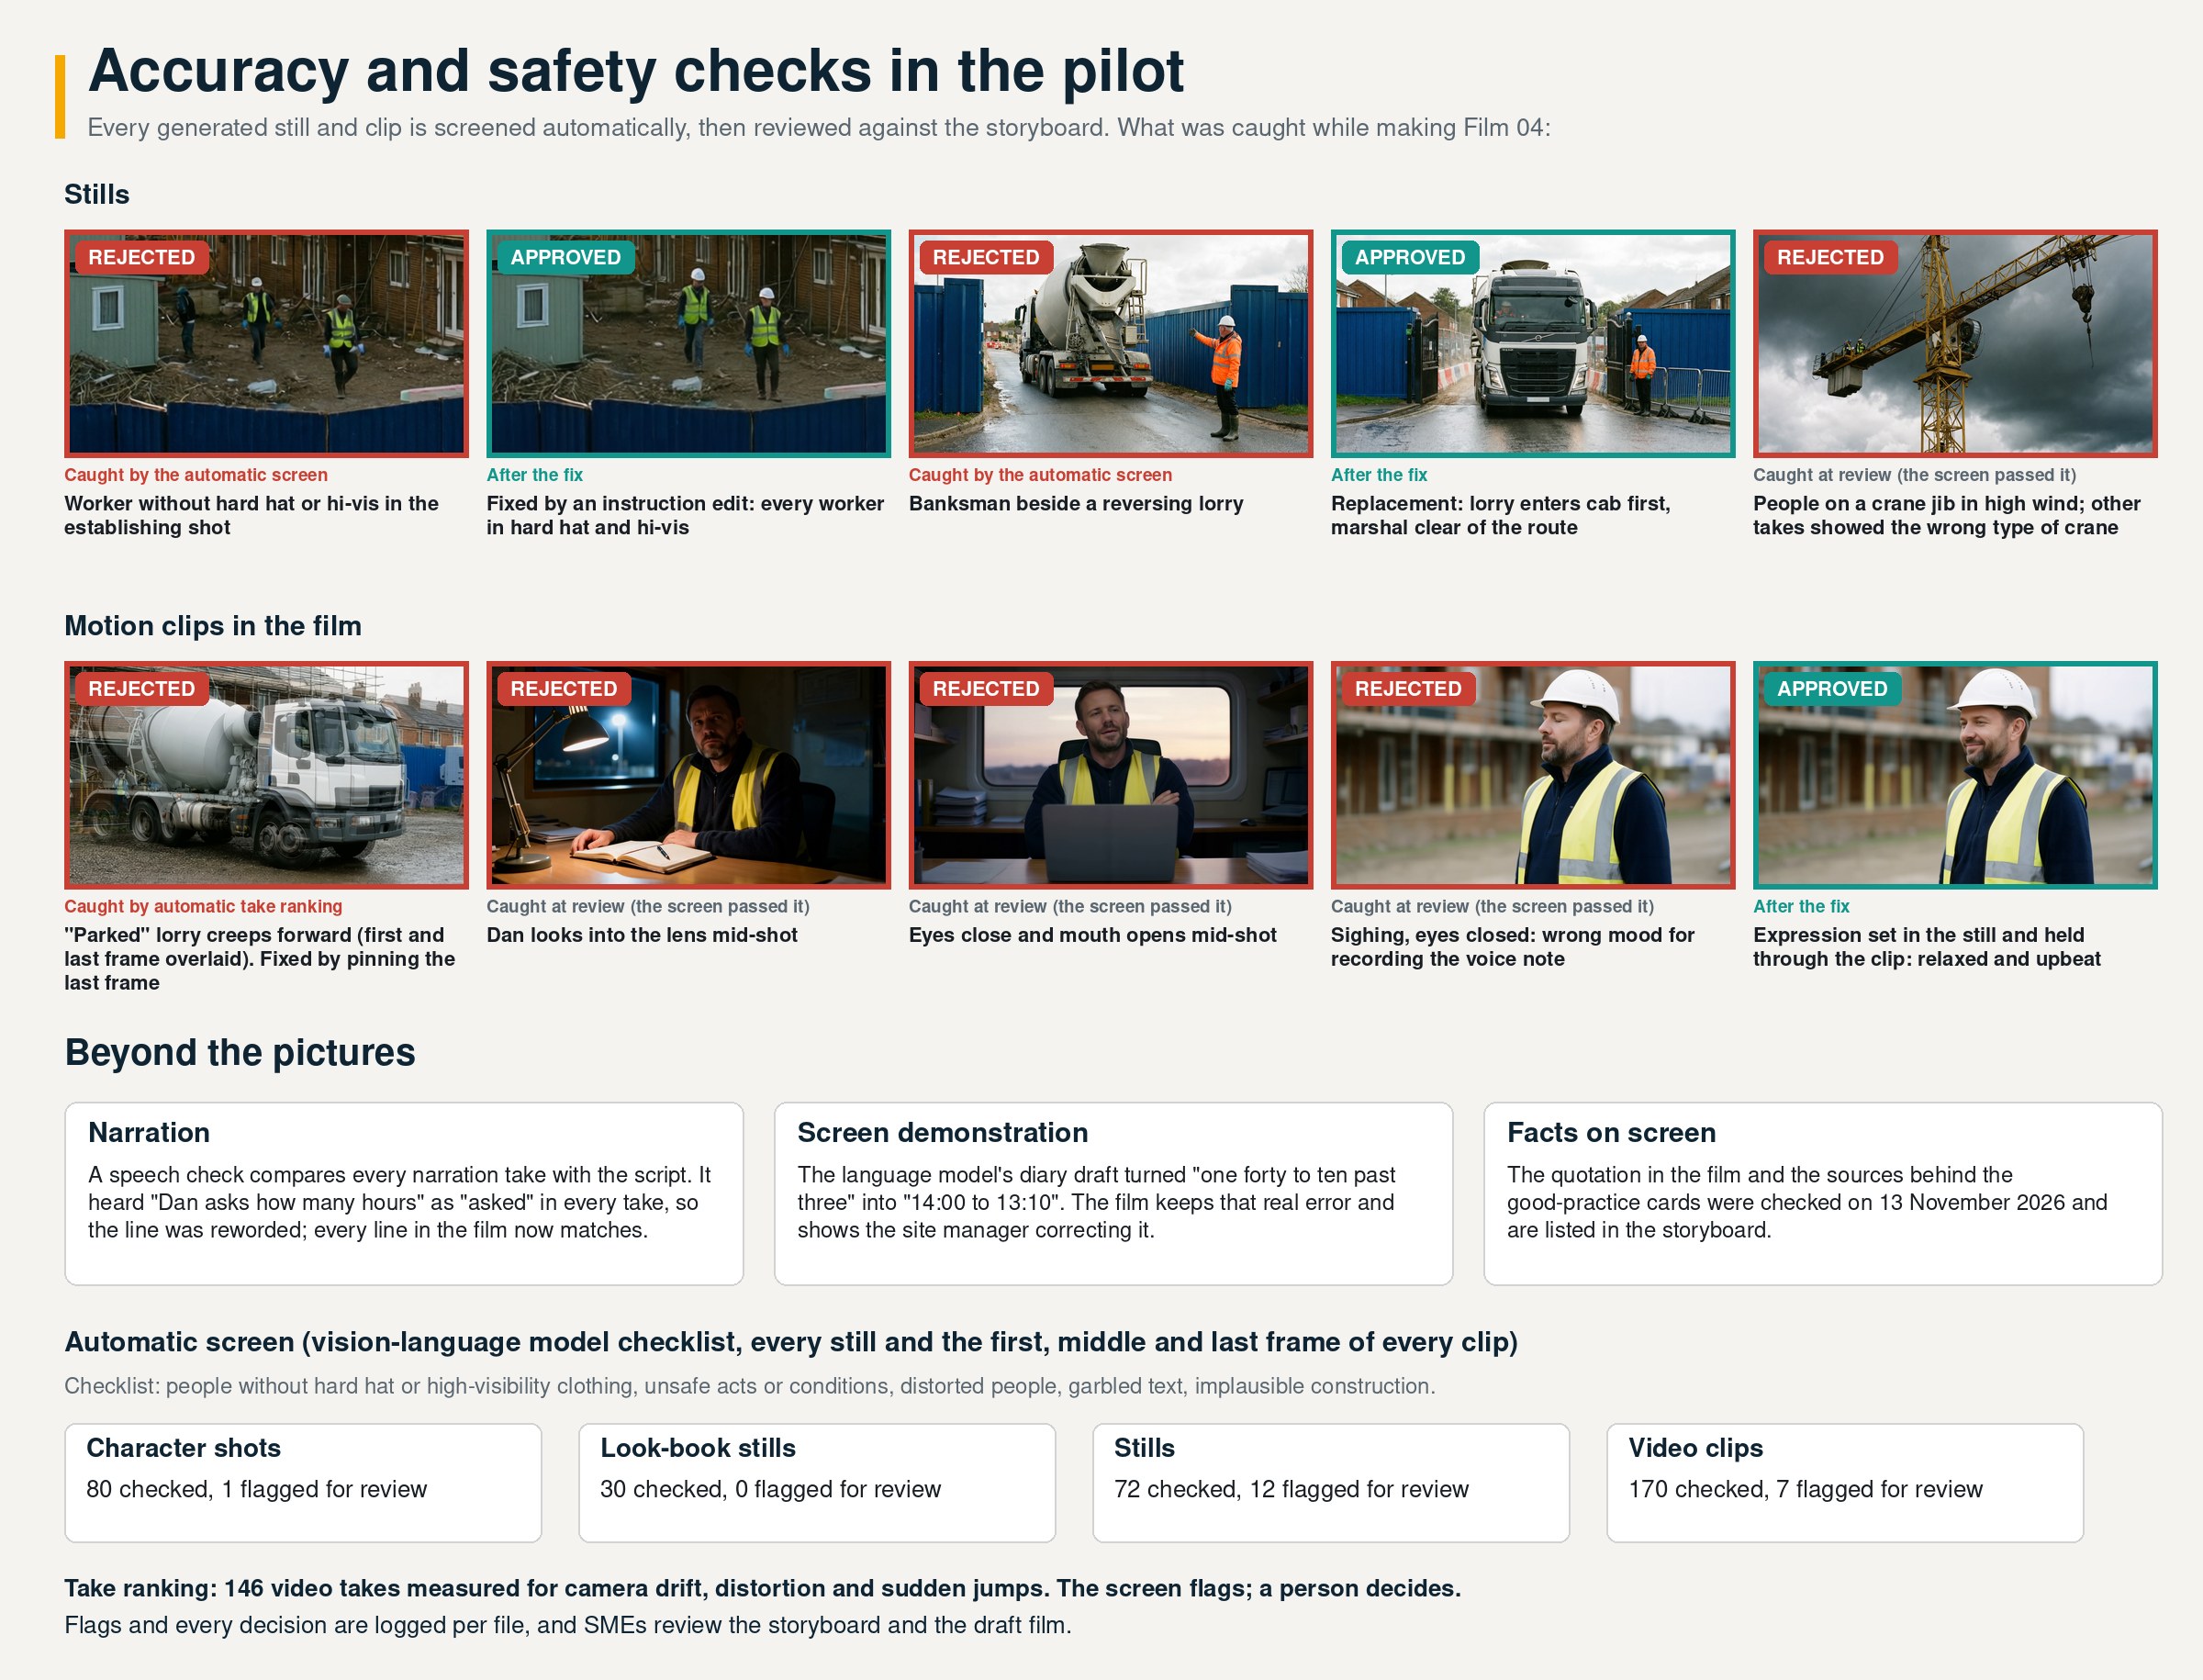 Accuracy and safety checks in the pilot
Every generated still and clip is screened automatically, then reviewed against the storyboard. What was caught while making Film 04:
Stills
REJECTED
Caught by the automatic screen
Worker without hard hat or hi-vis in the
establishing shot
APPROVED
After the fix
Fixed by an instruction edit: every worker
in hard hat and hi-vis
REJECTED
Caught by the automatic screen
Banksman beside a reversing lorry
APPROVED
After the fix
Replacement: lorry enters cab first,
marshal clear of the route
REJECTED
Caught at review (the screen passed it)
People on a crane jib in high wind; other
takes showed the wrong type of crane
Motion clips in the film
REJECTED
Caught by automatic take ranking
"Parked" lorry creeps forward (first and
last frame overlaid). Fixed by pinning the
last frame
REJECTED
Caught at review (the screen passed it)
Dan looks into the lens mid-shot
REJECTED
Caught at review (the screen passed it)
Eyes close and mouth opens mid-shot
REJECTED
Caught at review (the screen passed it)
Sighing, eyes closed: wrong mood for
recording the voice note
APPROVED
After the fix
Expression set in the still and held
through the clip: relaxed and upbeat
Beyond the pictures
Narration
A speech check compares every narration take with the script. It
heard "Dan asks how many hours" as "asked" in every take, so
the line was reworded; every line in the film now matches.
Screen demonstration
The language model's diary draft turned "one forty to ten past
three" into "14:00 to 13:10". The film keeps that real error and
shows the site manager correcting it.
Facts on screen
The quotation in the film and the sources behind the
good-practice cards were checked on 13 November 2026 and
are listed in the storyboard.
Automatic screen (vision-language model checklist, every still and the first, middle and last frame of every clip)
Checklist: people without hard hat or high-visibility clothing, unsafe acts or conditions, distorted people, garbled text, implausible construction.
Character shots
80 checked, 1 flagged for review
Look-book stills
30 checked, 0 flagged for review
Stills
72 checked, 12 flagged for review
Video clips
170 checked, 7 flagged for review
Take ranking: 146 video takes measured for camera drift, distortion and sudden jumps. The screen flags; a person decides.
Flags and every decision are logged per file, and SMEs review the storyboard and the draft film.